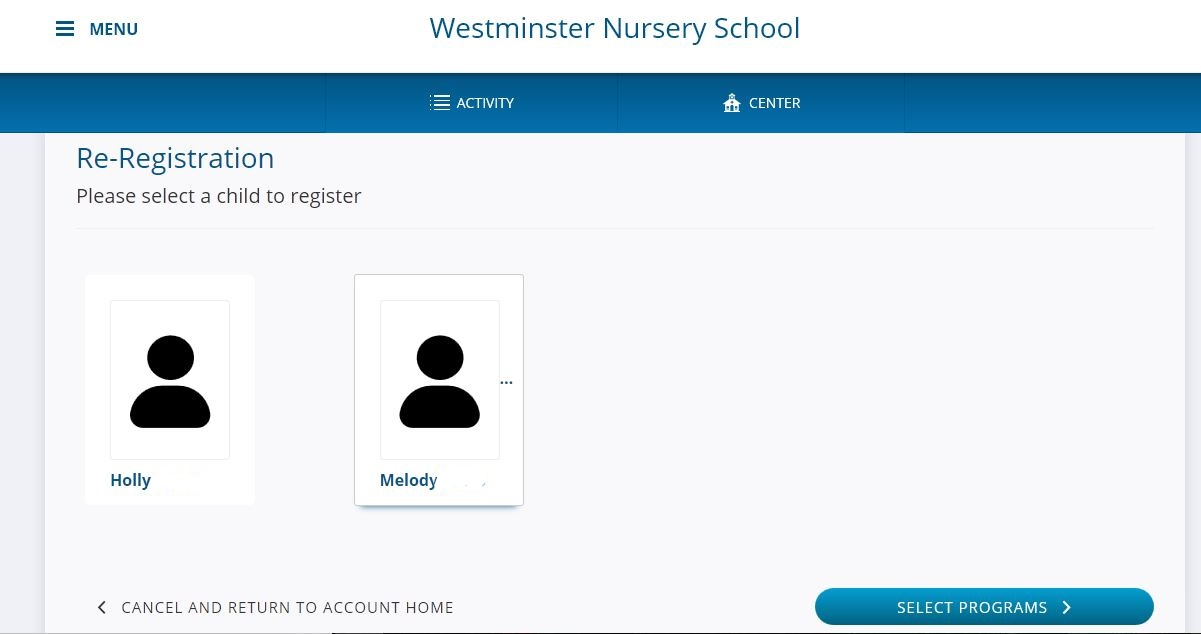 MENU
Westminster Nursery School
ACTIVITY
CENTER
Re-Registration
Please select a child to register
...
Holly
Melody
CANCEL AND RETURN TO ACCOUNT HOME
SELECT PROGRAMS